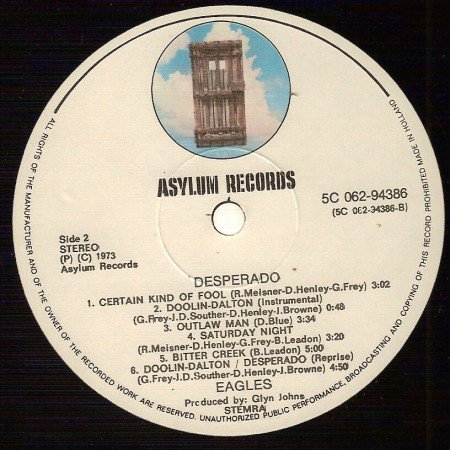 ASYLUM RECORDS
5C 062-94386
(5C 062-94386-B)
Side 2
STEREO
(P) (C) 1973
Asylum Records
DESPERADO
1. CERTAIN KIND OF FOOL (R.Meisner-D.Henley-G.Frey) 3:02
2. DOOLIN-DALTON (Instrumental)
(G.Frey-J.D.Souther-D.Henley-J.Browne) 0:48
3. OUTLAW MAN (D.Blue) 3:34
4. SATURDAY NIGHT
(R.Meisner-D.Henley-G.Frey-B.Leadon) 3:20
5. BITTER CREEK (B.Leadon) 5:00
6. DOOLIN-DALTON / DESPERADO (Reprise)
(G.Frey-J.D.Souther-D.Henley-J.Browne) 4:50
EAGLES
Produced by: Glyn Johns
STEMRA
ALL RIGHTS OF THE MANUFACTURER AND OF THE OWNER OF THE RECORDED WORK ARE RESERVED. UNAUTHORIZED PUBLIC PERFORMANCE, BROADCASTING AND COPYING OF THIS RECORD PROHIBITED MADE IN HOLLAND